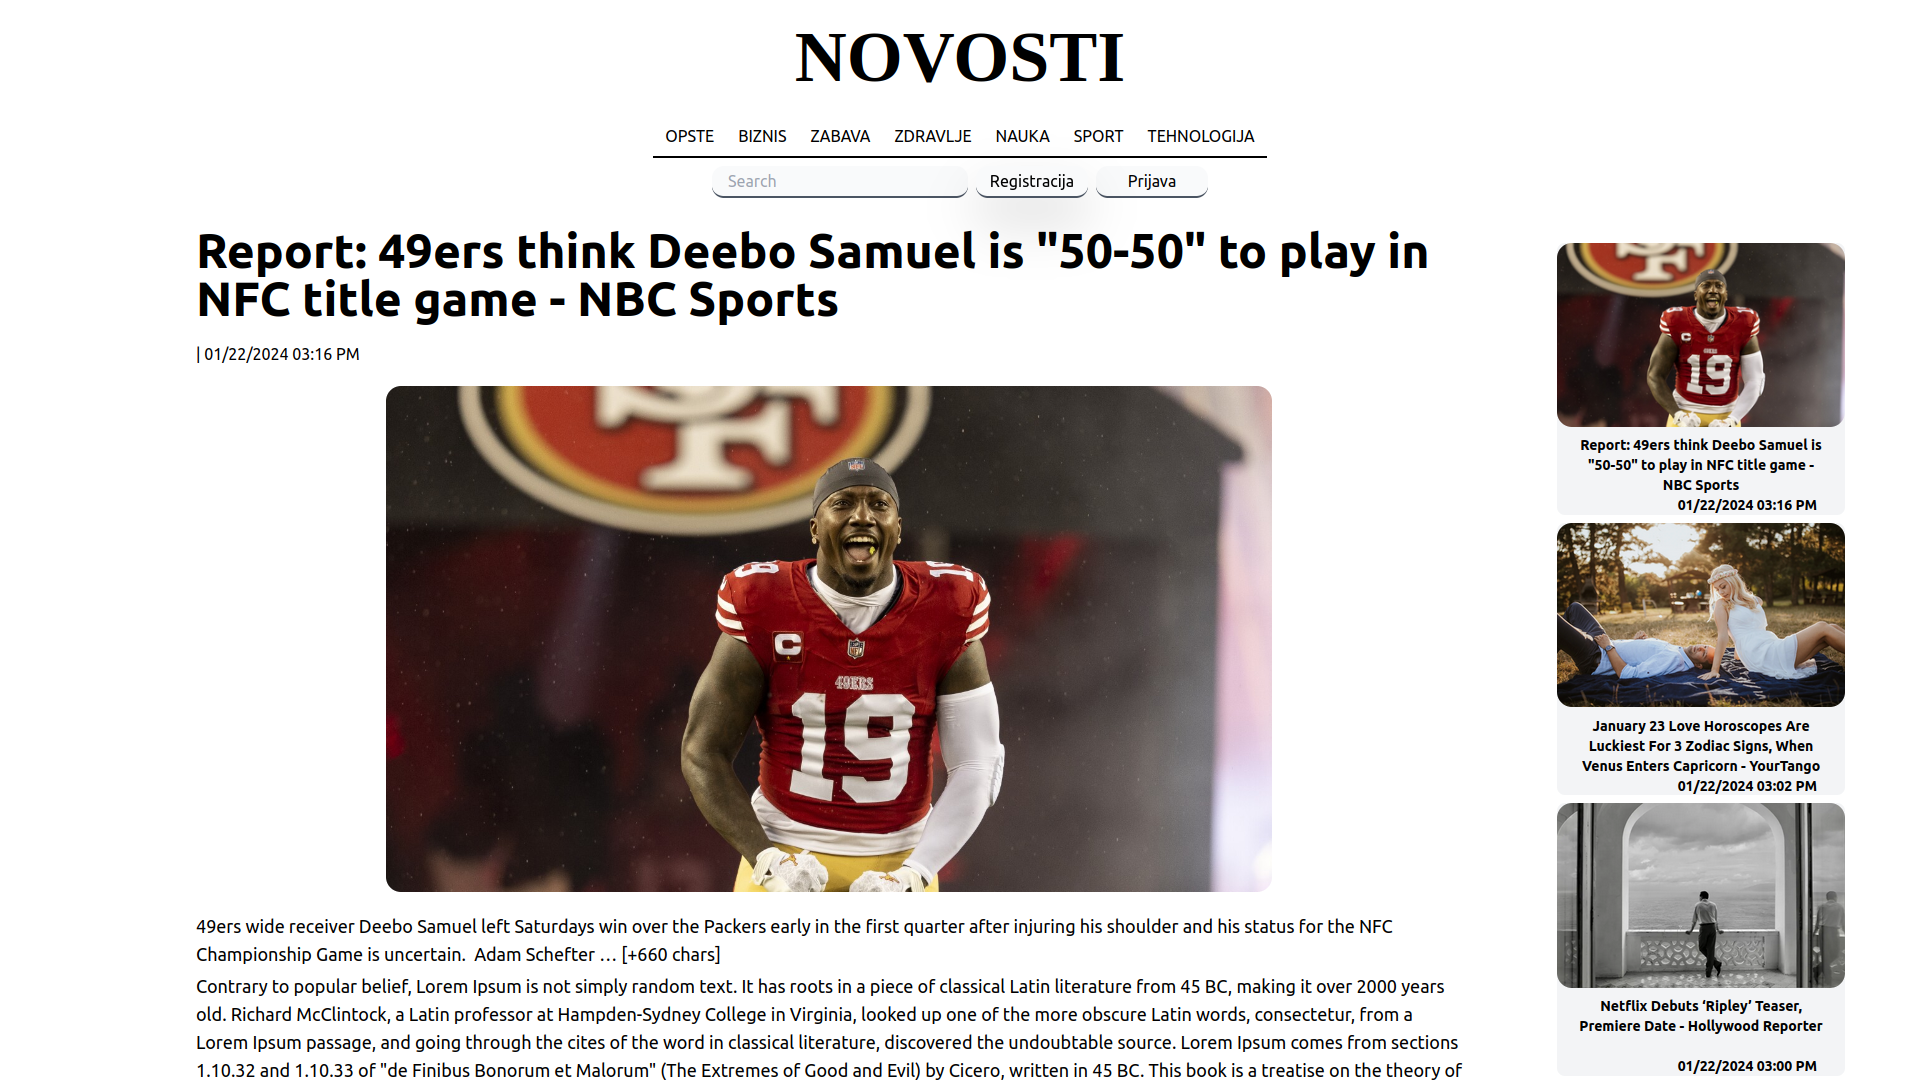 NOVOSTI
OPSTE BIZNIS ZABAVA ZDRAVLJE NAUKA SPORT TEHNOLOGIJA
Search Registracija Prijava
Report: 49ers think Deebo Samuel is "50-50" to play in
NFC title game - NBC Sports
| 01/22/2024 03:16 PM
SF
NFL
19
19
C
NFL
49ERS
19
49ers wide receiver Deebo Samuel left Saturdays win over the Packers early in the first quarter after injuring his shoulder and his status for the NFC
Championship Game is uncertain.  Adam Schefter … [+660 chars]
Contrary to popular belief, Lorem Ipsum is not simply random text. It has roots in a piece of classical Latin literature from 45 BC, making it over 2000 years
old. Richard McClintock, a Latin professor at Hampden-Sydney College in Virginia, looked up one of the more obscure Latin words, consectetur, from a
Lorem Ipsum passage, and going through the cites of the word in classical literature, discovered the undoubtable source. Lorem Ipsum comes from sections
1.10.32 and 1.10.33 of "de Finibus Bonorum et Malorum" (The Extremes of Good and Evil) by Cicero, written in 45 BC. This book is a treatise on the theory of
C
19
Report: 49ers think Deebo Samuel is
"50-50" to play in NFC title game -
NBC Sports
01/22/2024 03:16 PM
January 23 Love Horoscopes Are
Luckiest For 3 Zodiac Signs, When
Venus Enters Capricorn - YourTango
01/22/2024 03:02 PM
Netflix Debuts ‘Ripley’ Teaser,
Premiere Date - Hollywood Reporter
01/22/2024 03:00 PM